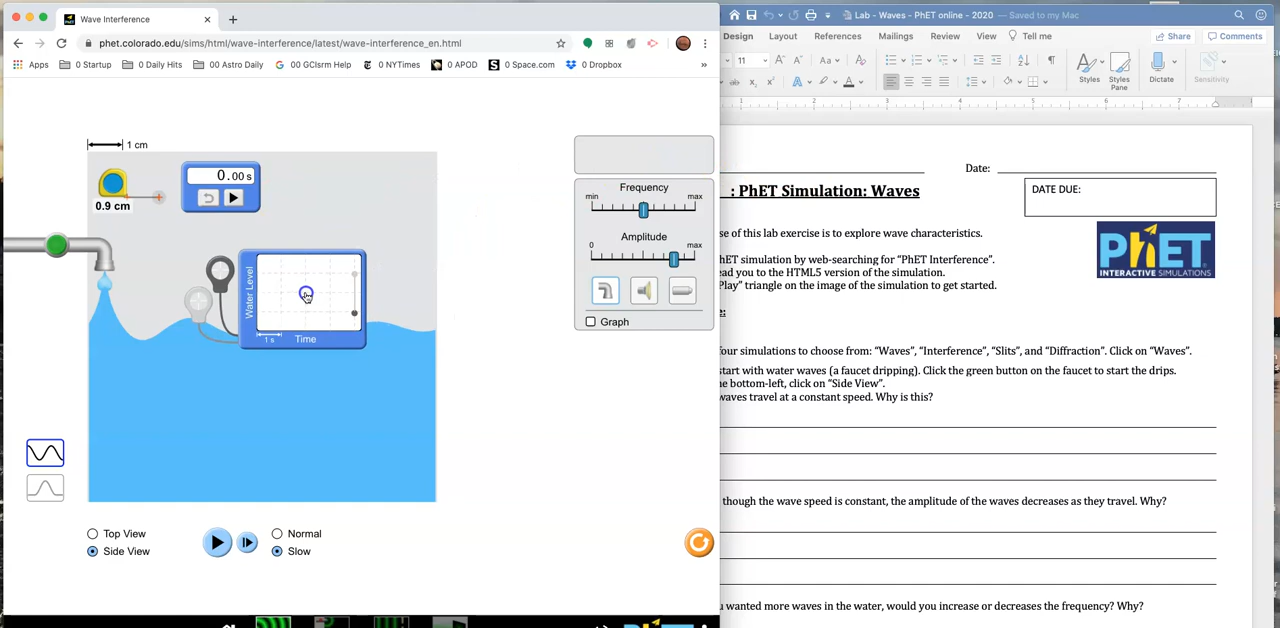 Wave Interference
phet.colorado.edu/sims/html/wave-interference/latest/wave-interference_en.html
Apps 0 Startup 0 Daily Hits 0 Astro Daily 00 GClsrm Help 0 NYTimes 0 APOD 0 Space.com 0 Dropbox »
1 cm
0.00 s
0.9 cm
Water Level
1 s
Time
Frequency
min max
Amplitude
0 max
Graph
Top View
Side View
Normal
Slow
Lab - Waves - PhET online - 2020 — Saved to my Mac
Design Layout References Mailings Review View Tell me Share Comments
11 Aa
Styles Styles Pane Dictate Sensitivity
1 2 3 4 5 6 7
Date:
: PhET Simulation: Waves
DATE DUE:
se of this lab exercise is to explore wave characteristics.
hET simulation by web-searching for “PhET Interference”.
ead you to the HTML5 version of the simulation.
Play” triangle on the image of the simulation to get started.
PhET
INTERACTIVE SIMULATIONS
e:
four simulations to choose from: “Waves”, “Interference”, “Slits”, and “Diffraction”. Click on “Waves”.
start with water waves (a faucet dripping). Click the green button on the faucet to start the drips.
he bottom-left, click on “Side View”.
waves travel at a constant speed. Why is this?
though the wave speed is constant, the amplitude of the waves decreases as they travel. Why?
u wanted more waves in the water, would you increase or decreases the frequency? Why?